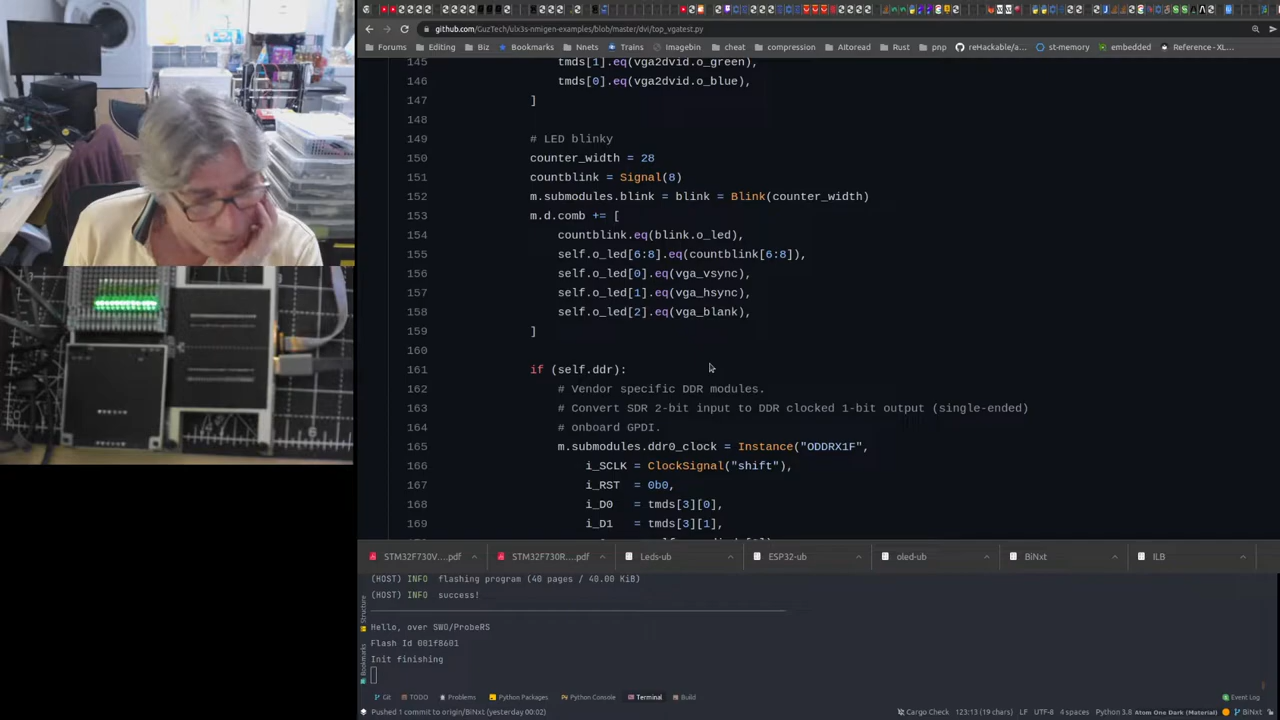 github.com/GuzTech/ulx3s-nmigen-examples/blob/master/dvi/top_vgatest.py
Forums Editing Biz Bookmarks Nnets Trains Imagebin cheat compression Aitorse... Rust pnp blackable/a... st-memory embedded Reference -...
145 tmds[1].eq(vga2dvid.o_green),
146 tmds[0].eq(vga2dvid.o_blue),
147 ]
148
149 # LED blinky
150 counter_width = 28
151 countblink = Signal(8)
152 m.submodules.blink = blink = Blink(counter_width)
153 m.d.comb += [
154 countblink.eq(blink.o_led),
155 self.o_led[6:8].eq(countblink[6:8]),
156 self.o_led[0].eq(vga_vsync),
157 self.o_led[1].eq(vga_hsync),
158 self.o_led[2].eq(vga_blank),
159 ]
160
161 if (self.ddr):
162 # Vendor specific DDR modules.
163 # Convert SDR 2-bit input to DDR clocked 1-bit output (single-ended)
164 # onboard GPDI.
165 m.submodules.ddr0_clock = Instance("ODDRX1F",
166 i_SCLK = ClockSignal("shift"),
167 i_RST = 0b0,
168 i_D0 = tmds[3][0],
169 i_D1 = tmds[3][1],
STM32F730V....pdf STM32F730R....pdf Leds-ub ESP32-ub oled-ub BiNxt ILB
(HOST) INFO flashing program (40 pages / 40.00 KiB)
(HOST) INFO success!
Hello, over SWO/ProbeRS
Flash Id 001f8601
Init finishing
Structure
Bookmarks
Git TODO Problems Python Packages Python Console Terminal Build Event Log
Pushed 1 commit to origin/BiNxt (yesterday 00:02) Cargo Check 123:13 (19 chars) LF UTF-8 4 spaces Python 3.8 Atom One Dark (Material) BiNxt